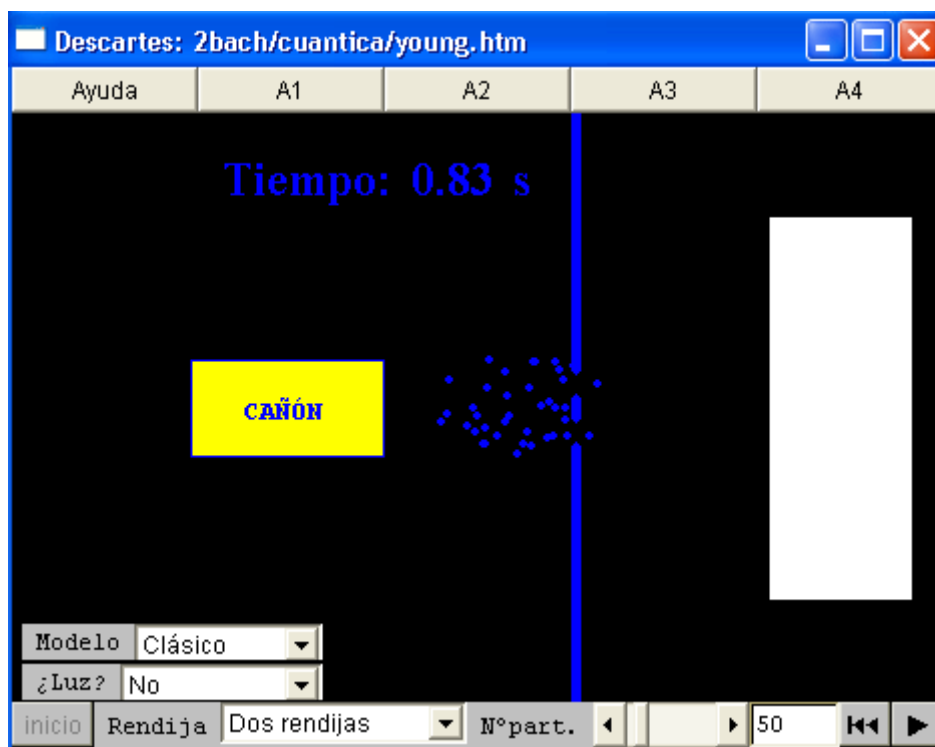 Descartes: 2bach/cuantica/young.htm
Ayuda A1 A2 A3 A4
Tiempo: 0.83 s
CAÑÓN
Modelo Clásico
¿Luz? No
inicio Rendija Dos rendijas Nºpart. 50